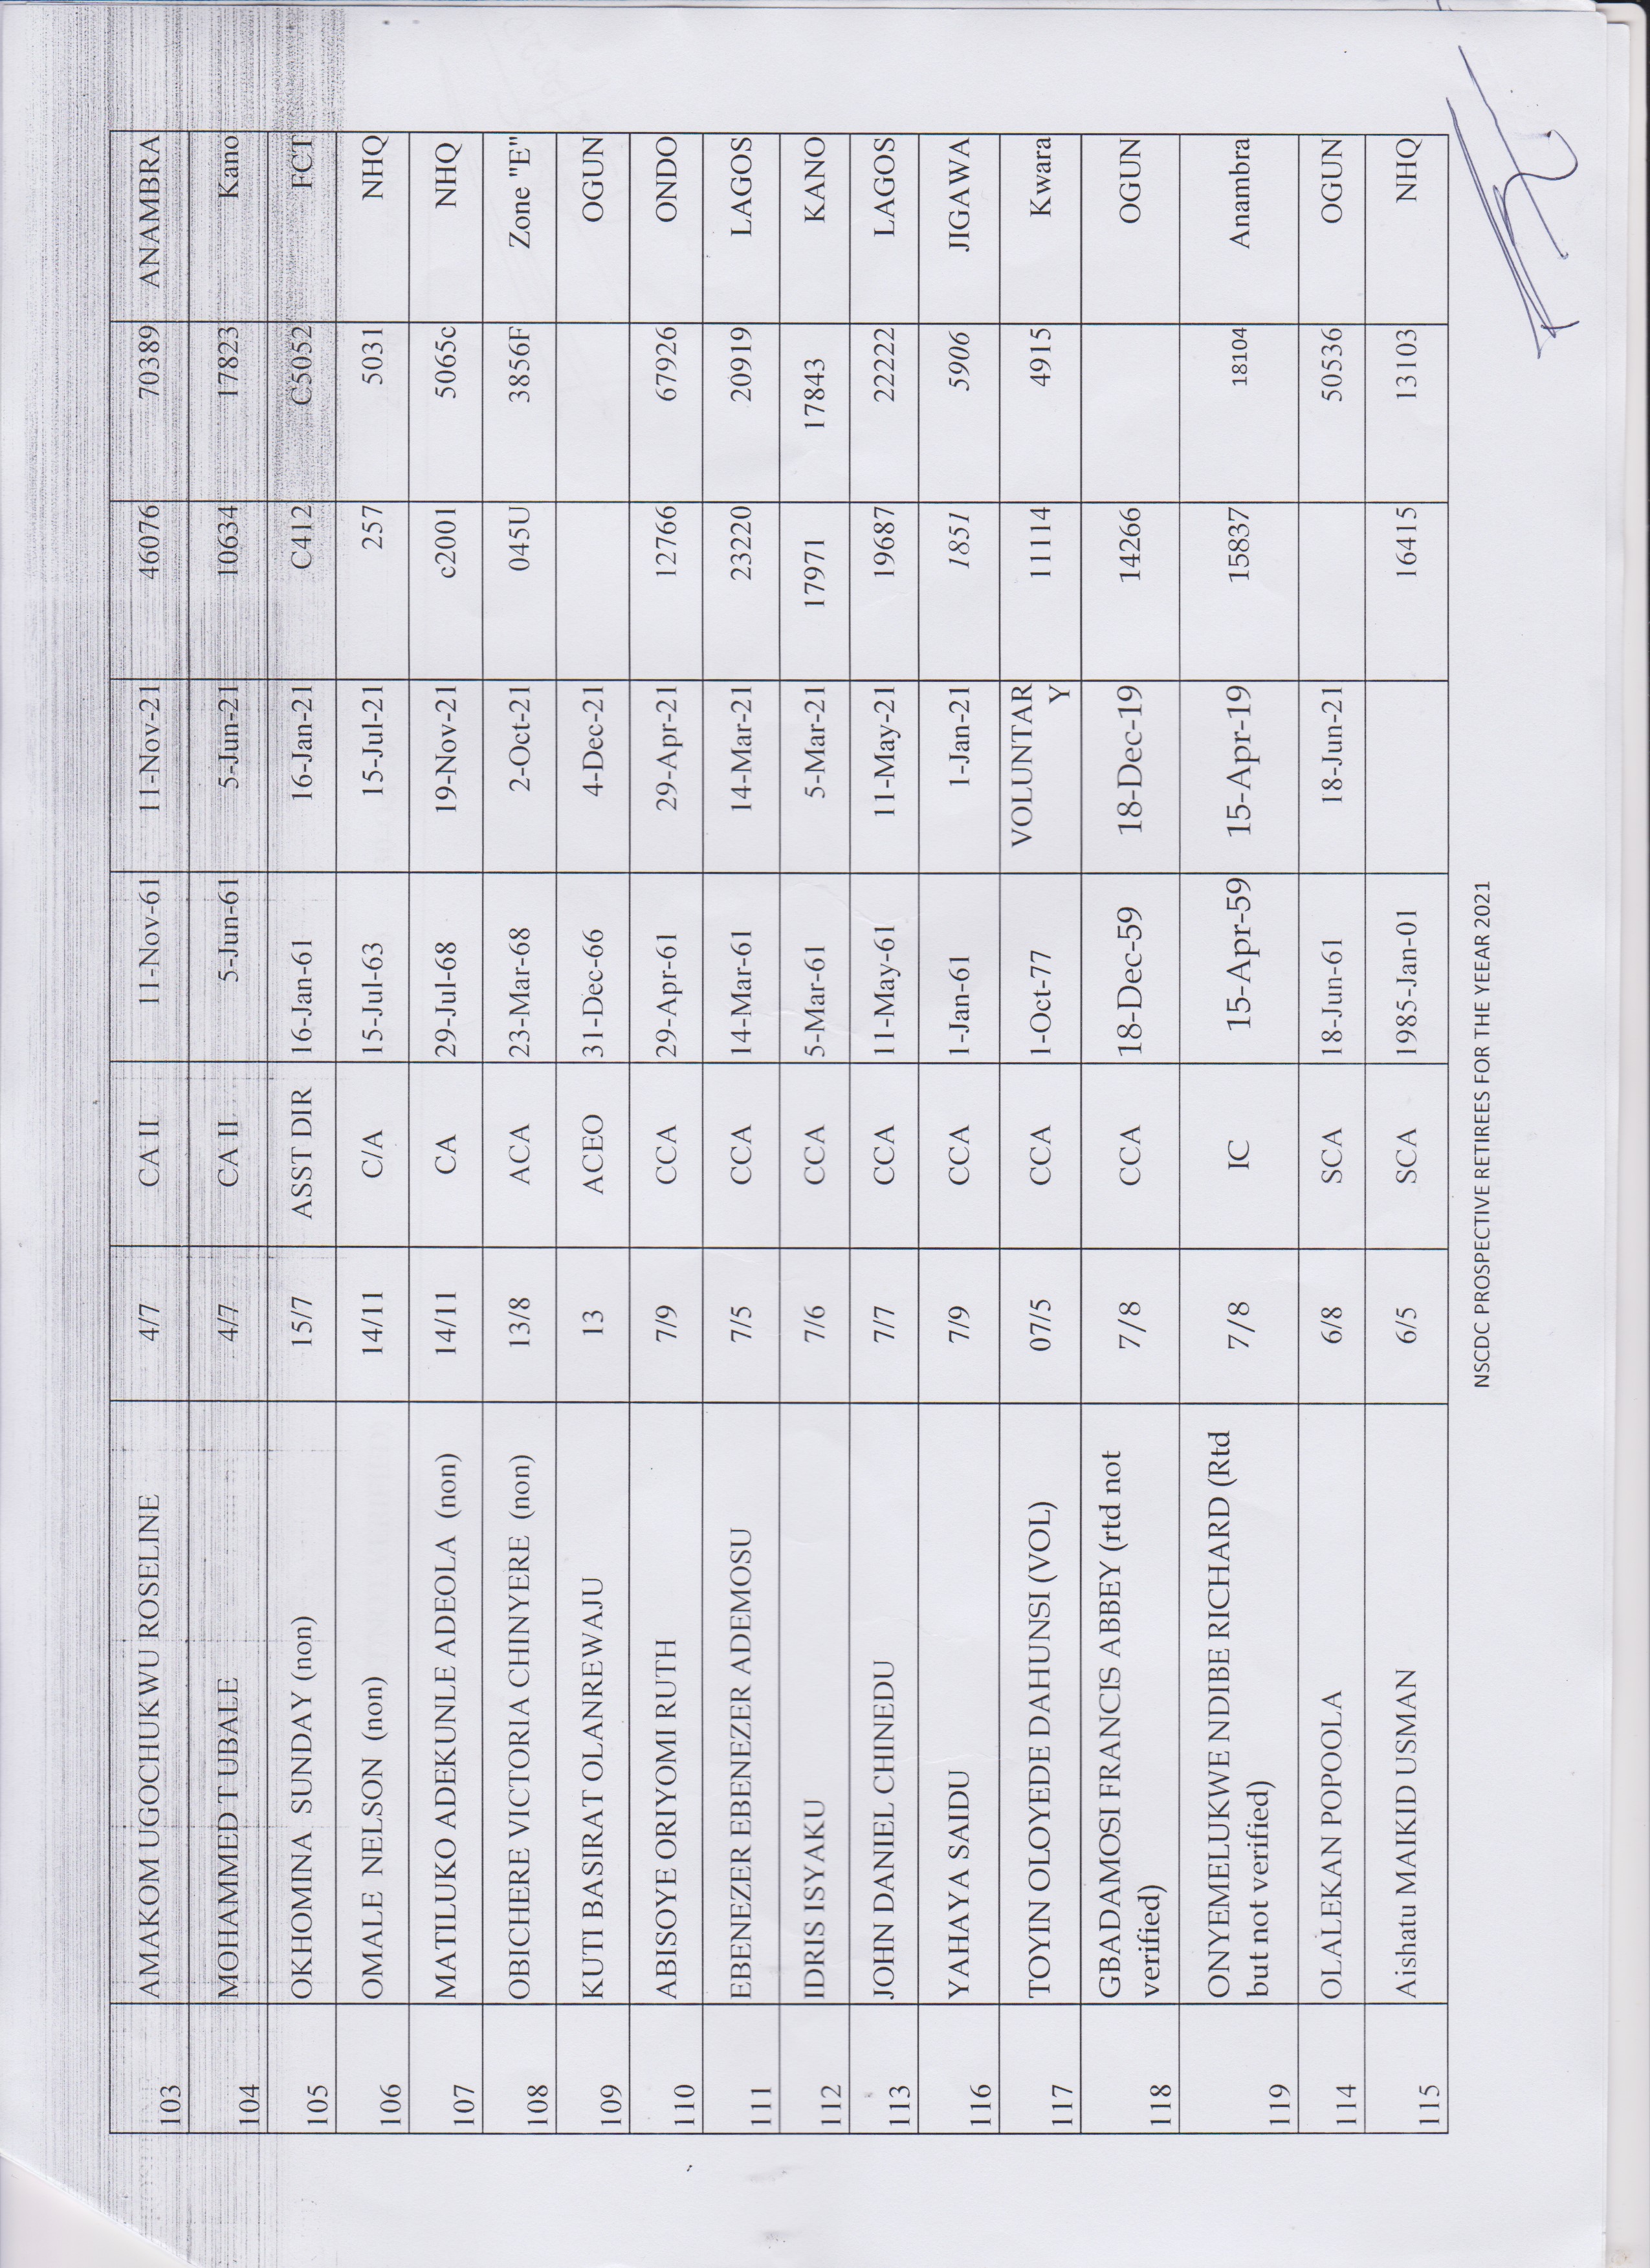 103 AMAKOM UGOCHUKWU ROSELINE 4/7 CA II 11-Nov-61 11-Nov-21 46076 70389 ANAMBRA
104 MOHAMMED T UBALE 4/7 CA II 5-Jun-61 5-Jun-21 10634 17823 Kano
105 OKHOMINA SUNDAY (non) 15/7 ASST DIR 16-Jan-61 16-Jan-21 C412 C5052 FCT
106 OMALE NELSON (non) 14/11 C/A 15-Jul-63 15-Jul-21 257 5031 NHQ
107 MATILUKO ADEKUNLE ADEOLA (non) 14/11 CA 29-Jul-68 19-Nov-21 c2001 5065c NHQ
108 OBICHERE VICTORIA CHINYERE (non) 13/8 ACA 23-Mar-68 2-Oct-21 045U 3856F Zone "E"
109 KUTI BASIRAT OLANREWAJU 13 ACEO 31-Dec-66 4-Dec-21 OGUN
110 ABISOYE ORIYOMI RUTH 7/9 CCA 29-Apr-61 29-Apr-21 12766 67926 ONDO
111 EBENEZER EBENEZER ADEMOSU 7/5 CCA 14-Mar-61 14-Mar-21 23220 20919 LAGOS
112 IDRIS ISYAKU 7/6 CCA 5-Mar-61 5-Mar-21 17971 17843 KANO
113 JOHN DANIEL CHINEDU 7/7 CCA 11-May-61 11-May-21 19687 22222 LAGOS
116 YAHAYA SAIDU 7/9 CCA 1-Jan-61 1-Jan-21 1851 5906 JIGAWA
117 TOYIN OLOYEDE DAHUNSI (VOL) 07/5 CCA 1-Oct-77 VOLUNTAR 11114 4915 Kwara
Y
118 GBADAMOSI FRANCIS ABBEY (rtd not 7/8 CCA 18-Dec-59 18-Dec-19 14266 OGUN
verified)
119 ONYEMELUKWE NDIBE RICHARD (Rtd 7/8 IC 15-Apr-59 15-Apr-19 15837 18104 Anambra
but not verified)
114 OLALEKAN POPOOLA 6/8 SCA 18-Jun-61 18-Jun-21 50536 OGUN
115 Aishatu MAIKID USMAN 6/5 SCA 1985-Jan-01 16415 13103 NHQ
NSCDC PROSPECTIVE RETIREES FOR THE YEEAR 2021